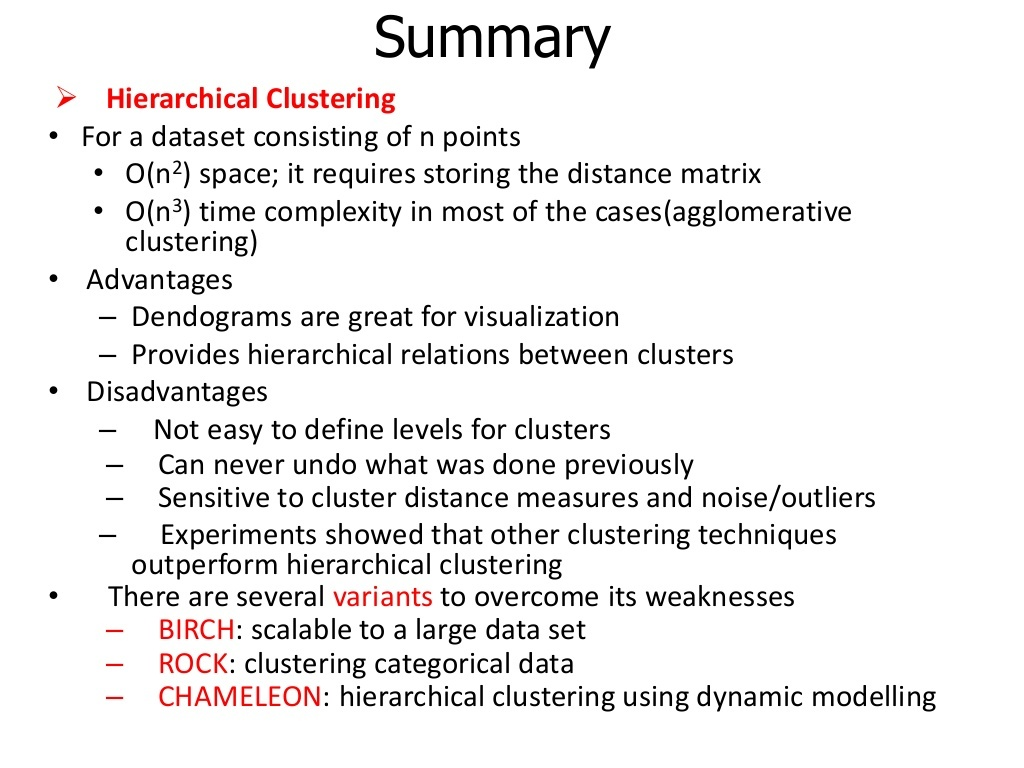 Summary
➢ Hierarchical Clustering
• For a dataset consisting of n points
• O(n²) space; it requires storing the distance matrix
• O(n³) time complexity in most of the cases(agglomerative
clustering)
• Advantages
– Dendograms are great for visualization
– Provides hierarchical relations between clusters
• Disadvantages
– Not easy to define levels for clusters
– Can never undo what was done previously
– Sensitive to cluster distance measures and noise/outliers
– Experiments showed that other clustering techniques
outperform hierarchical clustering
• There are several variants to overcome its weaknesses
– BIRCH: scalable to a large data set
– ROCK: clustering categorical data
– CHAMELEON: hierarchical clustering using dynamic modelling